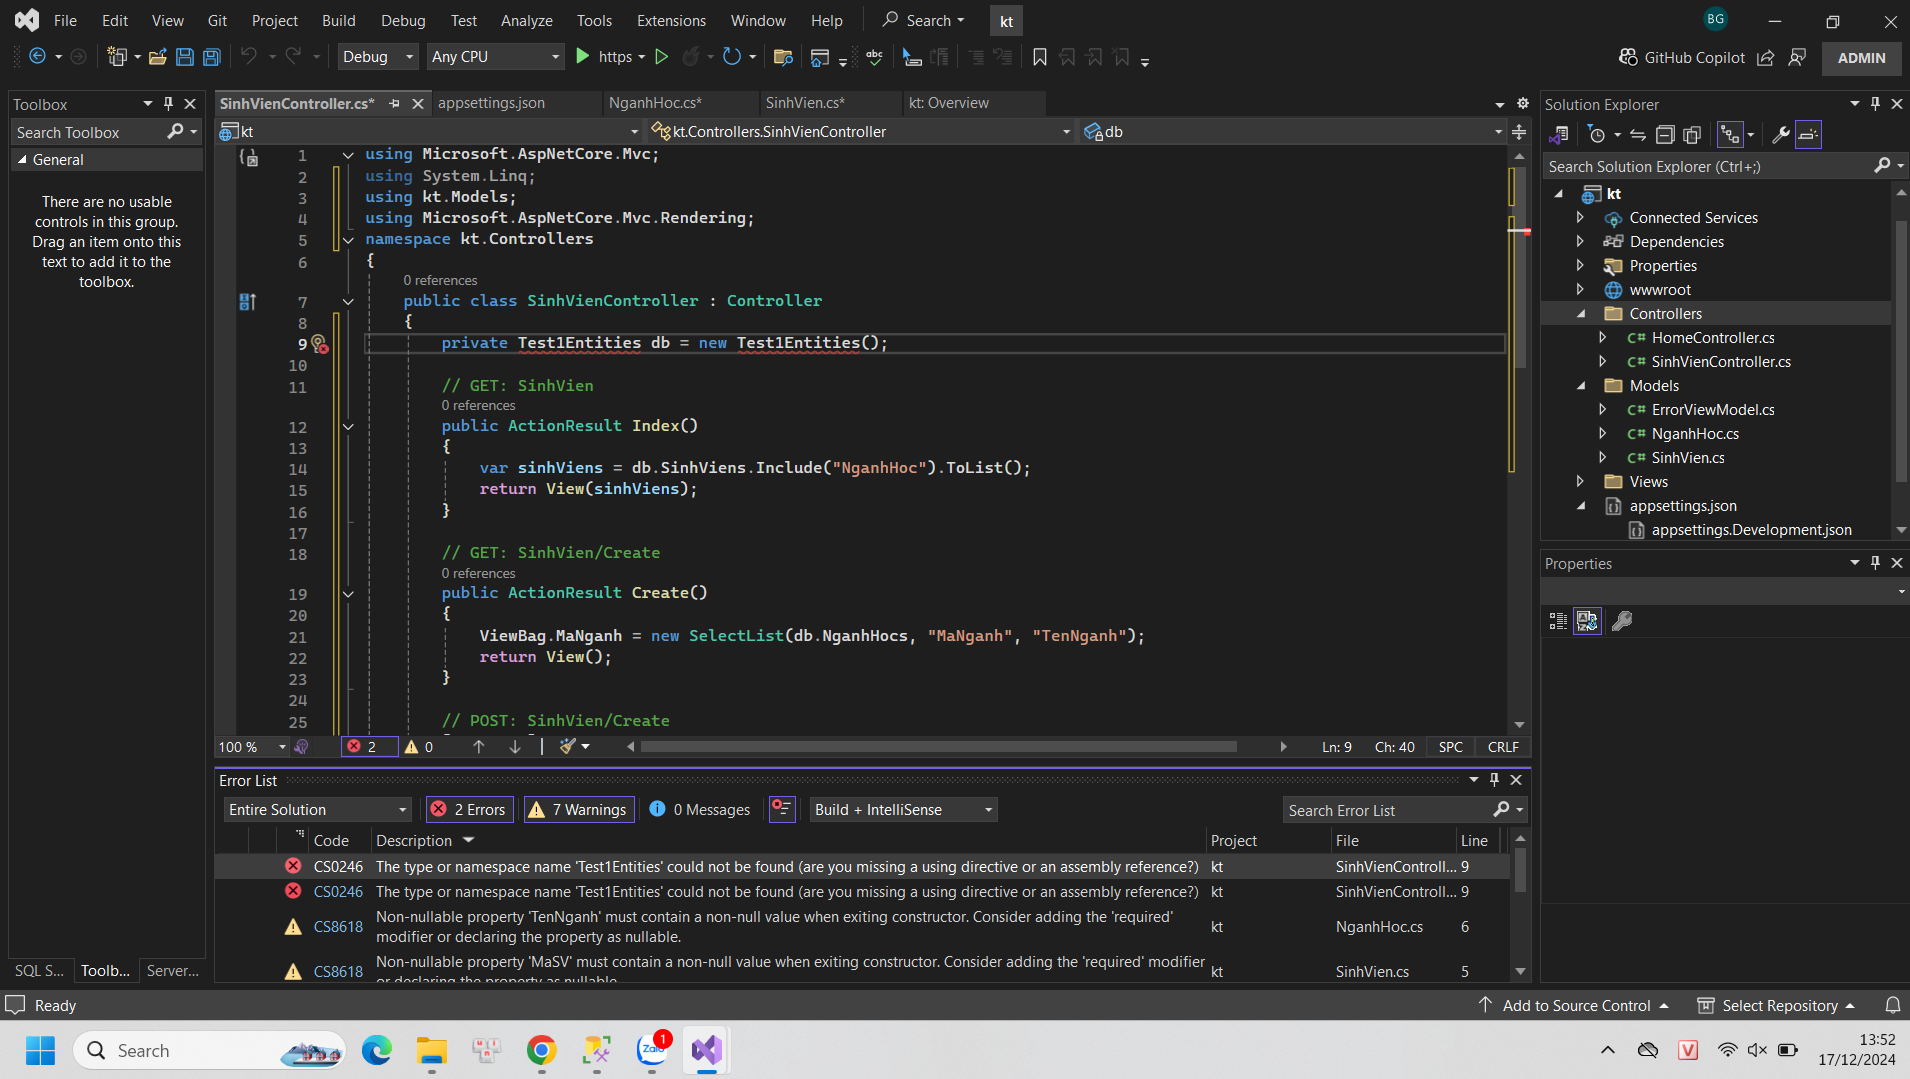 File Edit View Git Project Build Debug Test Analyze Tools Extensions Window Help Search kt BG
Debug Any CPU https abc GitHub Copilot ADMIN
Toolbox
Search Toolbox
General
There are no usable
controls in this group.
Drag an item onto this
text to add it to the
toolbox.
SQL S... Toolb... Server...
SinhVienController.cs* appsettings.json NganhHoc.cs* SinhVien.cs* kt: Overview
kt kt.Controllers.SinhVienController db
1 using Microsoft.AspNetCore.Mvc;
2 using System.Linq;
3 using kt.Models;
4 using Microsoft.AspNetCore.Mvc.Rendering;
5 namespace kt.Controllers
6 {
0 references
7 public class SinhVienController : Controller
8 {
9 private Test1Entities db = new Test1Entities();
10
11 // GET: SinhVien
0 references
12 public ActionResult Index()
13 {
14 var sinhViens = db.SinhViens.Include("NganhHoc").ToList();
15 return View(sinhViens);
16 }
17
18 // GET: SinhVien/Create
0 references
19 public ActionResult Create()
20 {
21 ViewBag.MaNganh = new SelectList(db.NganhHocs, "MaNganh", "TenNganh");
22 return View();
23 }
24
25 // POST: SinhVien/Create
100 % 2 0 Ln: 9 Ch: 40 SPC CRLF
Error List
Entire Solution 2 Errors 7 Warnings 0 Messages Build + IntelliSense Search Error List
Code Description Project File Line
CS0246 The type or namespace name 'Test1Entities' could not be found (are you missing a using directive or an assembly reference?) kt SinhVienControll... 9
CS0246 The type or namespace name 'Test1Entities' could not be found (are you missing a using directive or an assembly reference?) kt SinhVienControll... 9
CS8618 Non-nullable property 'TenNganh' must contain a non-null value when exiting constructor. Consider adding the 'required' kt NganhHoc.cs 6
modifier or declaring the property as nullable.
CS8618 Non-nullable property 'MaSV' must contain a non-null value when exiting constructor. Consider adding the 'required' modifier kt SinhVien.cs 5
or declaring the property as nullable.
Solution Explorer
Search Solution Explorer (Ctrl+;)
kt
Connected Services
Dependencies
Properties
wwwroot
Controllers
C# HomeController.cs
C# SinhVienController.cs
Models
C# ErrorViewModel.cs
C# NganhHoc.cs
C# SinhVien.cs
Views
appsettings.json
appsettings.Development.json
Properties
Ready Add to Source Control Select Repository
Search Zalo 1 V 13:52
17/12/2024